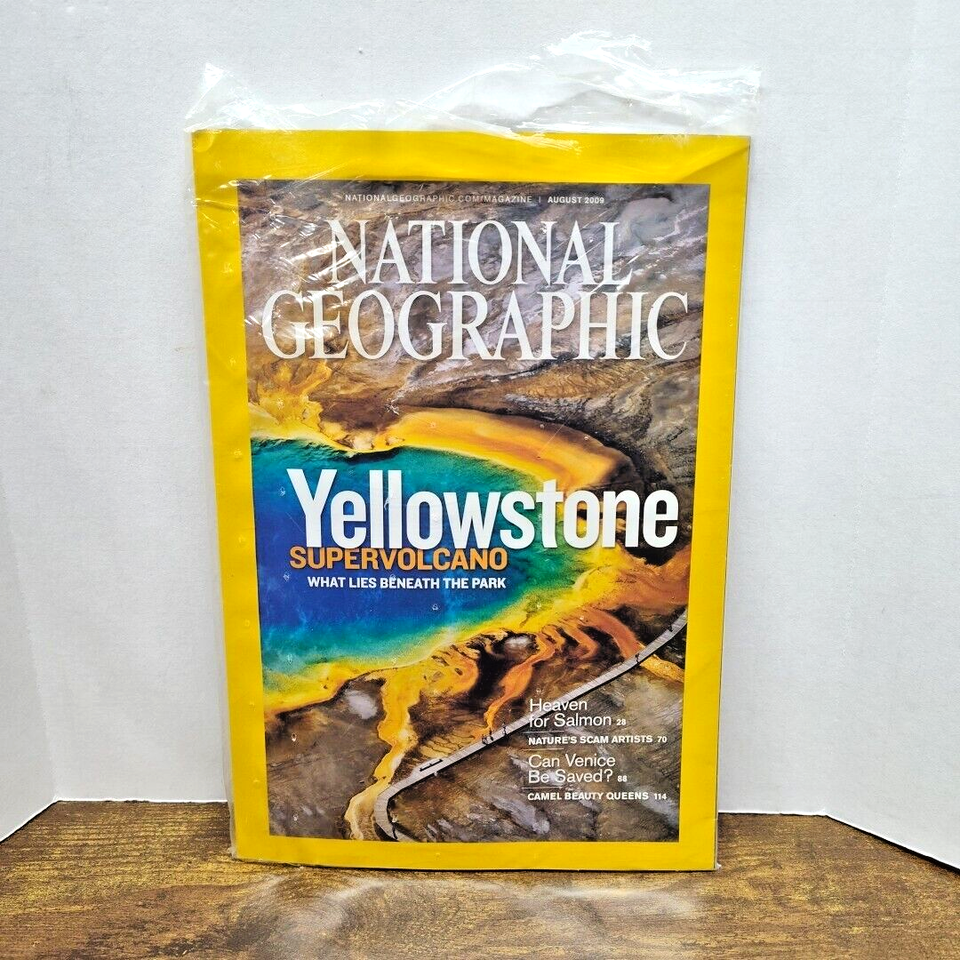 NATIONALGEOGRAPHIC.COM/MAGAZINE | AUGUST 2009
NATIONAL
GEOGRAPHIC
Yellowstone
SUPERVOLCANO
WHAT LIES BENEATH THE PARK
Heaven
for Salmon 28
NATURE'S SCAM ARTISTS 70
Can Venice
Be Saved? 88
CAMEL BEAUTY QUEENS 114